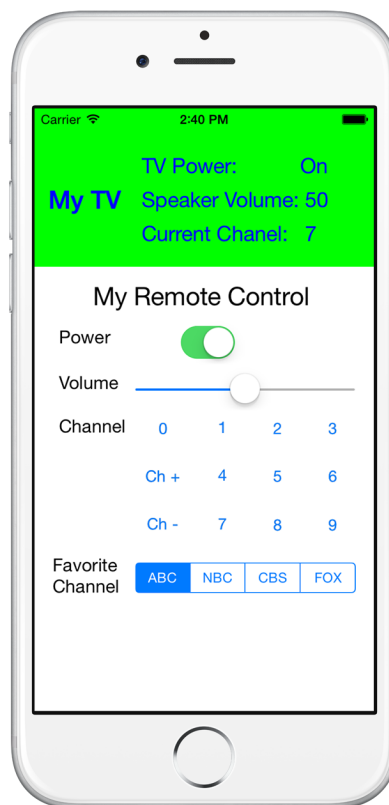 Carrier 2:40 PM
TV Power: On
My TV Speaker Volume: 50
Current Chanel: 7
My Remote Control
Power
Volume
Channel 0 1 2 3
Ch + 4 5 6
Ch - 7 8 9
Favorite
Channel ABC NBC CBS FOX